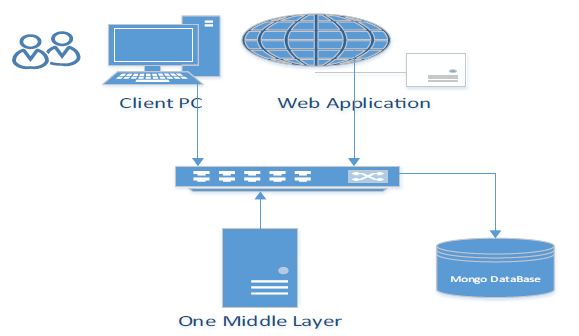 Client PC
Web Application
Mongo DataBase
One Middle Layer